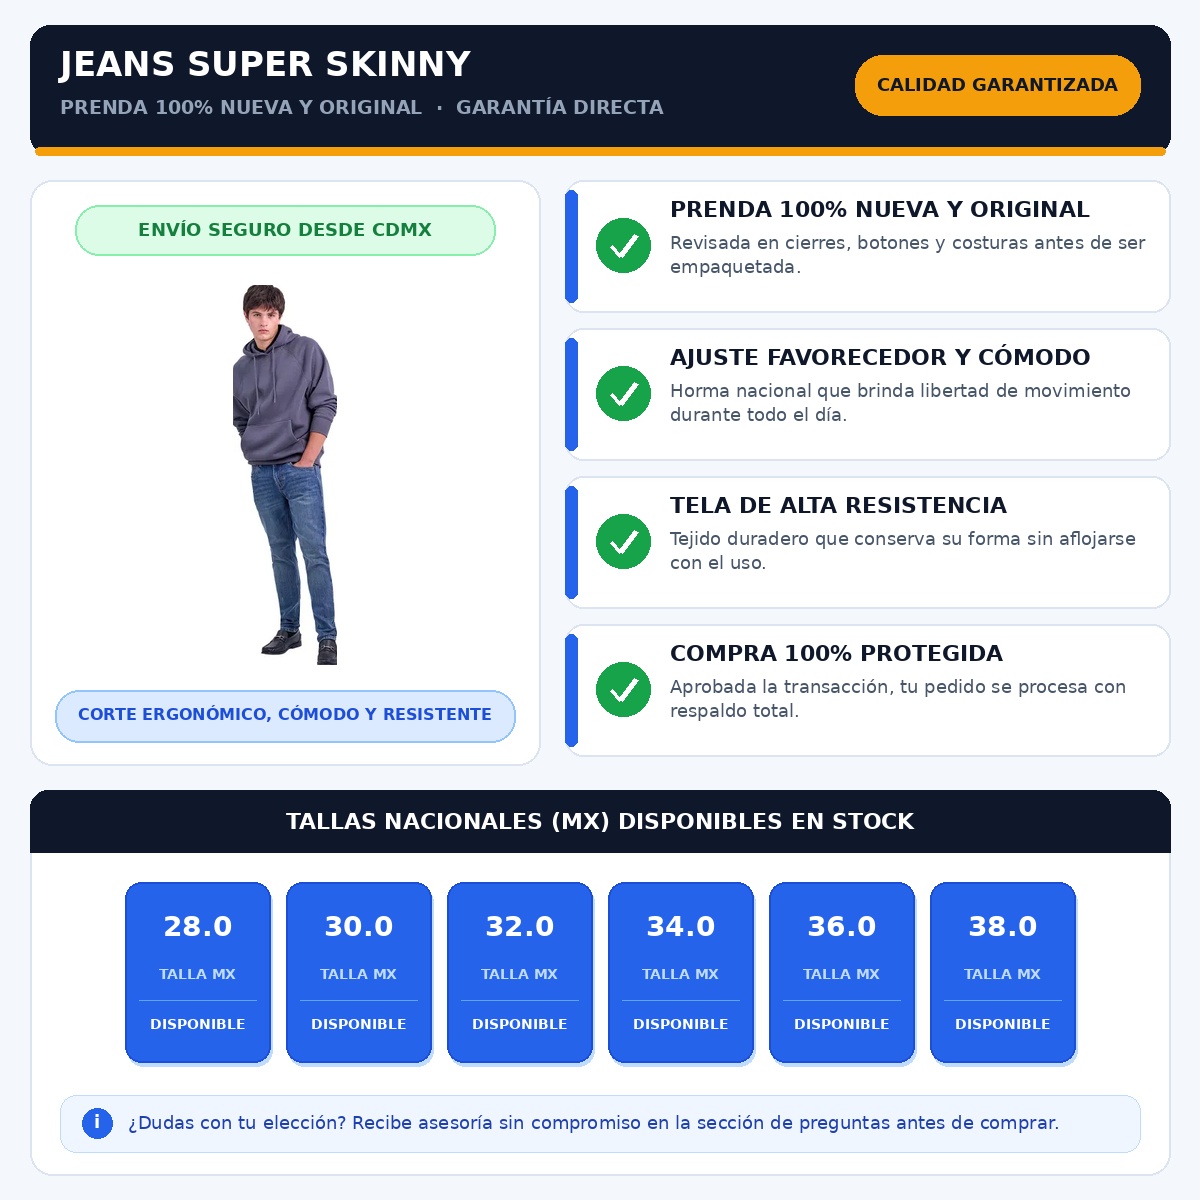 JEANS SUPER SKINNY
PRENDA 100% NUEVA Y ORIGINAL · GARANTÍA DIRECTA
CALIDAD GARANTIZADA
ENVÍO SEGURO DESDE CDMX
CORTE ERGONÓMICO, CÓMODO Y RESISTENTE
PRENDA 100% NUEVA Y ORIGINAL
Revisada en cierres, botones y costuras antes de ser
empaquetada.
AJUSTE FAVORECEDOR Y CÓMODO
Horma nacional que brinda libertad de movimiento
durante todo el día.
TELA DE ALTA RESISTENCIA
Tejido duradero que conserva su forma sin aflojarse
con el uso.
COMPRA 100% PROTEGIDA
Aprobada la transacción, tu pedido se procesa con
respaldo total.
TALLAS NACIONALES (MX) DISPONIBLES EN STOCK
28.0
TALLA MX
DISPONIBLE
30.0
TALLA MX
DISPONIBLE
32.0
TALLA MX
DISPONIBLE
34.0
TALLA MX
DISPONIBLE
36.0
TALLA MX
DISPONIBLE
38.0
TALLA MX
DISPONIBLE
i ¿Dudas con tu elección? Recibe asesoría sin compromiso en la sección de preguntas antes de comprar.